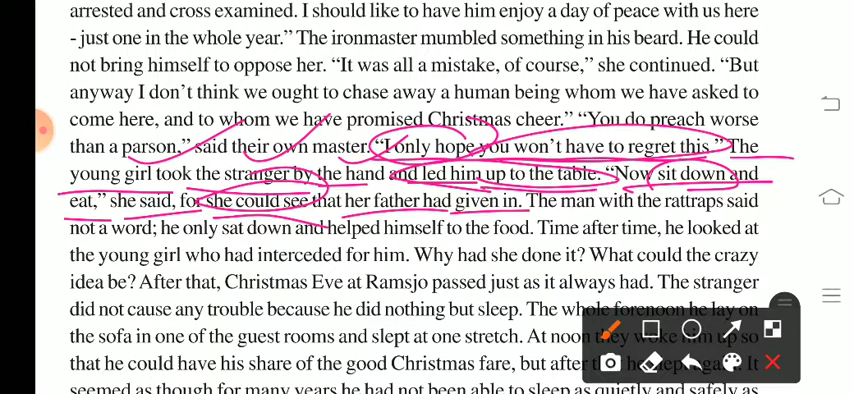 arrested and cross examined. I should like to have him enjoy a day of peace with us here
- just one in the whole year.” The ironmaster mumbled something in his beard. He could
not bring himself to oppose her. “It was all a mistake, of course,” she continued. “But
anyway I don’t think we ought to chase away a human being whom we have asked to
come here, and to whom we have promised Christmas cheer.” “You do preach worse
than a parson,” said their own master. “I only hope you won’t have to regret this.” The
young girl took the stranger by the hand and led him up to the table. “Now sit down and
eat,” she said, for she could see that her father had given in. The man with the rattraps said
not a word; he only sat down and helped himself to the food. Time after time, he looked at
the young girl who had interceded for him. Why had she done it? What could the crazy
idea be? After that, Christmas Eve at Ramsjo passed just as it always had. The stranger
did not cause any trouble because he did nothing but sleep. The whole forenoon he lay on
the sofa in one of the guest rooms and slept at one stretch. At noon they woke him up so
that he could have his share of the good Christmas fare, but after It
seemed as though for many years he had not been able to sleep as quietly and safely as